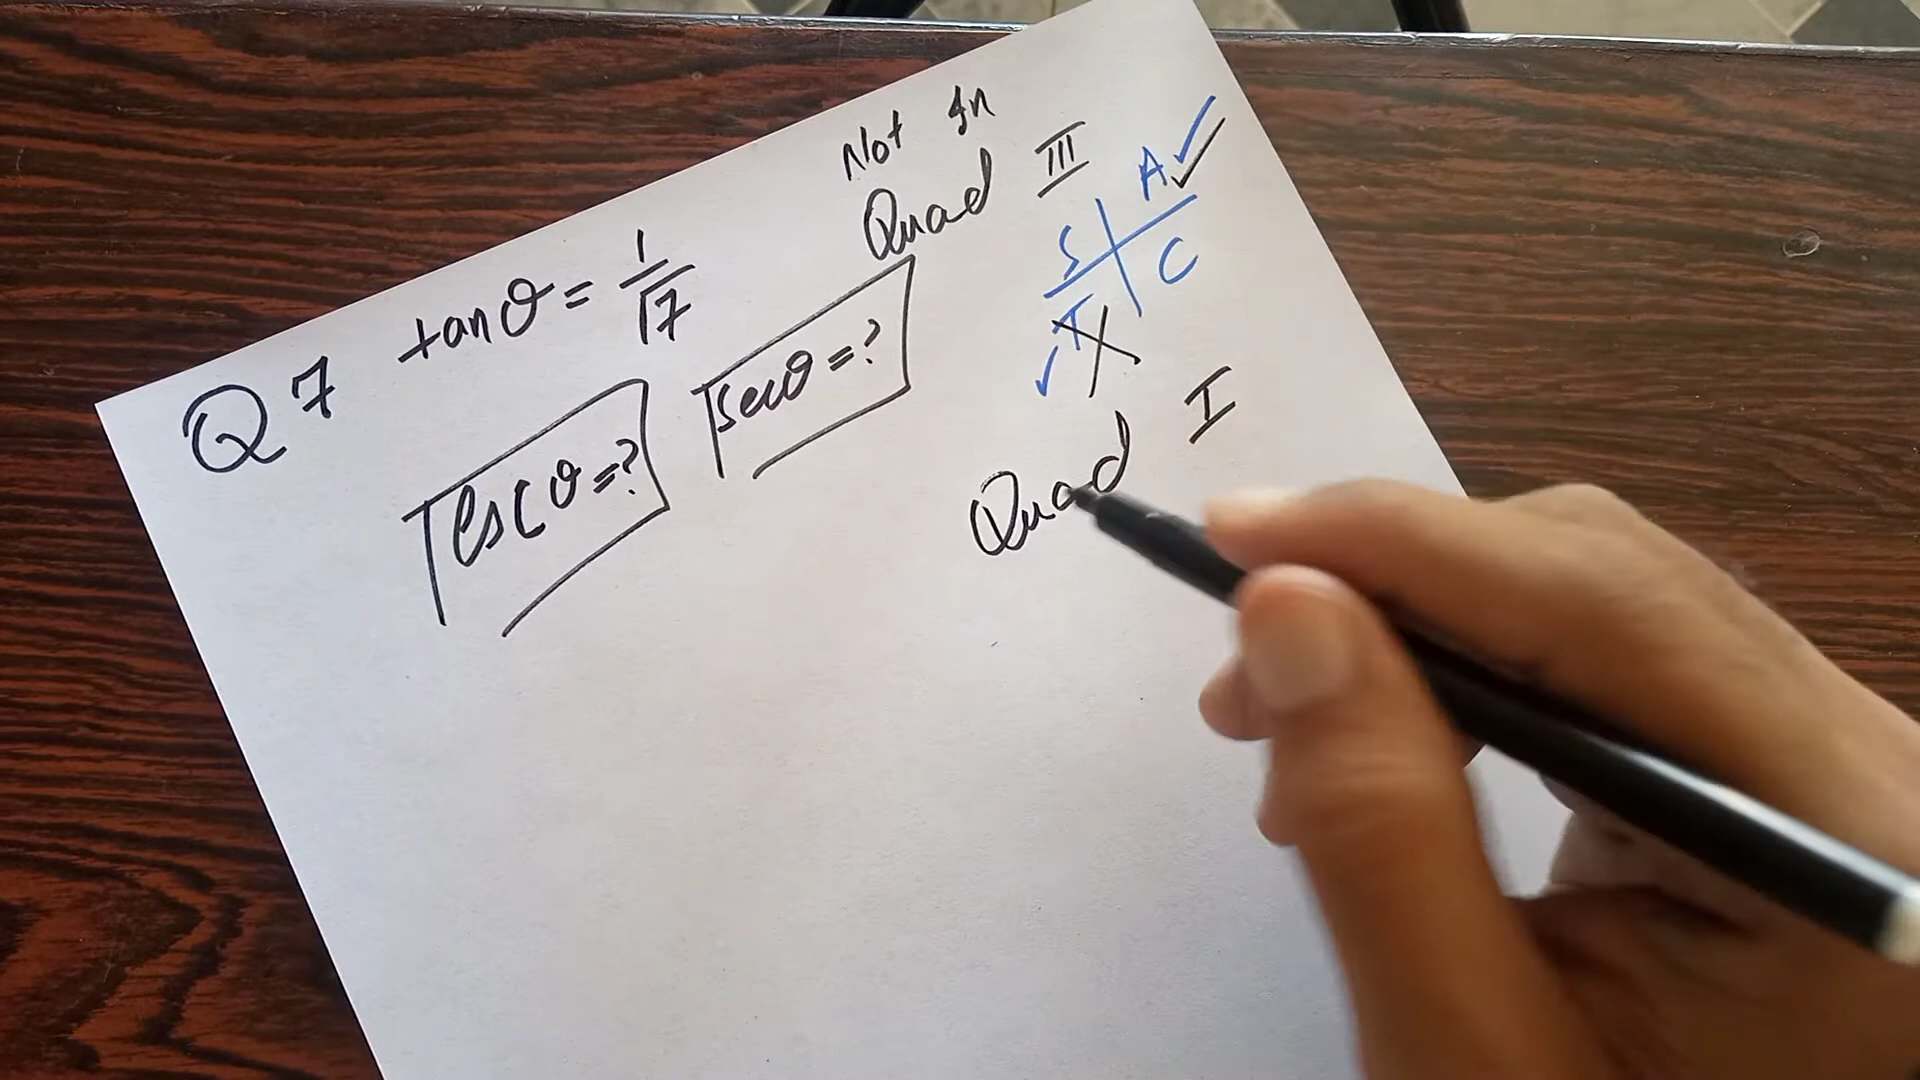 Not In
Quad III
Q7 tanθ = 1/√7
cscθ=? secθ=?
S A
T C
Quad I